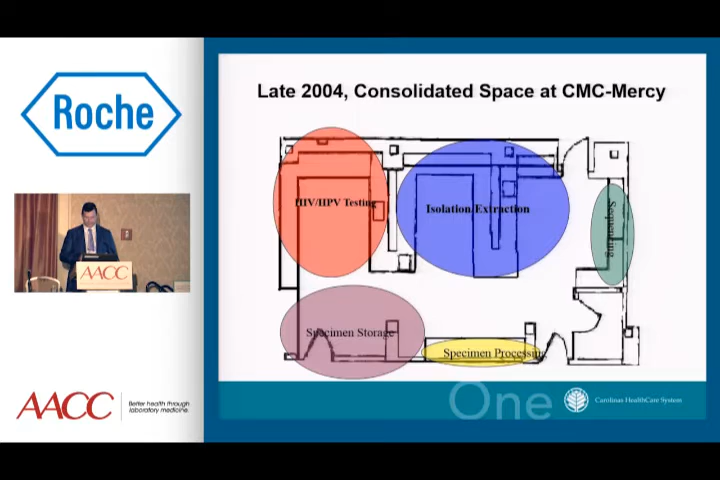 Roche
Late 2004, Consolidated Space at CMC-Mercy
HIV/HPV Testing
Isolation/Extraction
Sequencing
Specimen Storage
Specimen Processing
AACC
AACC
Better health through
laboratory medicine.
One
Carolinas HealthCare System